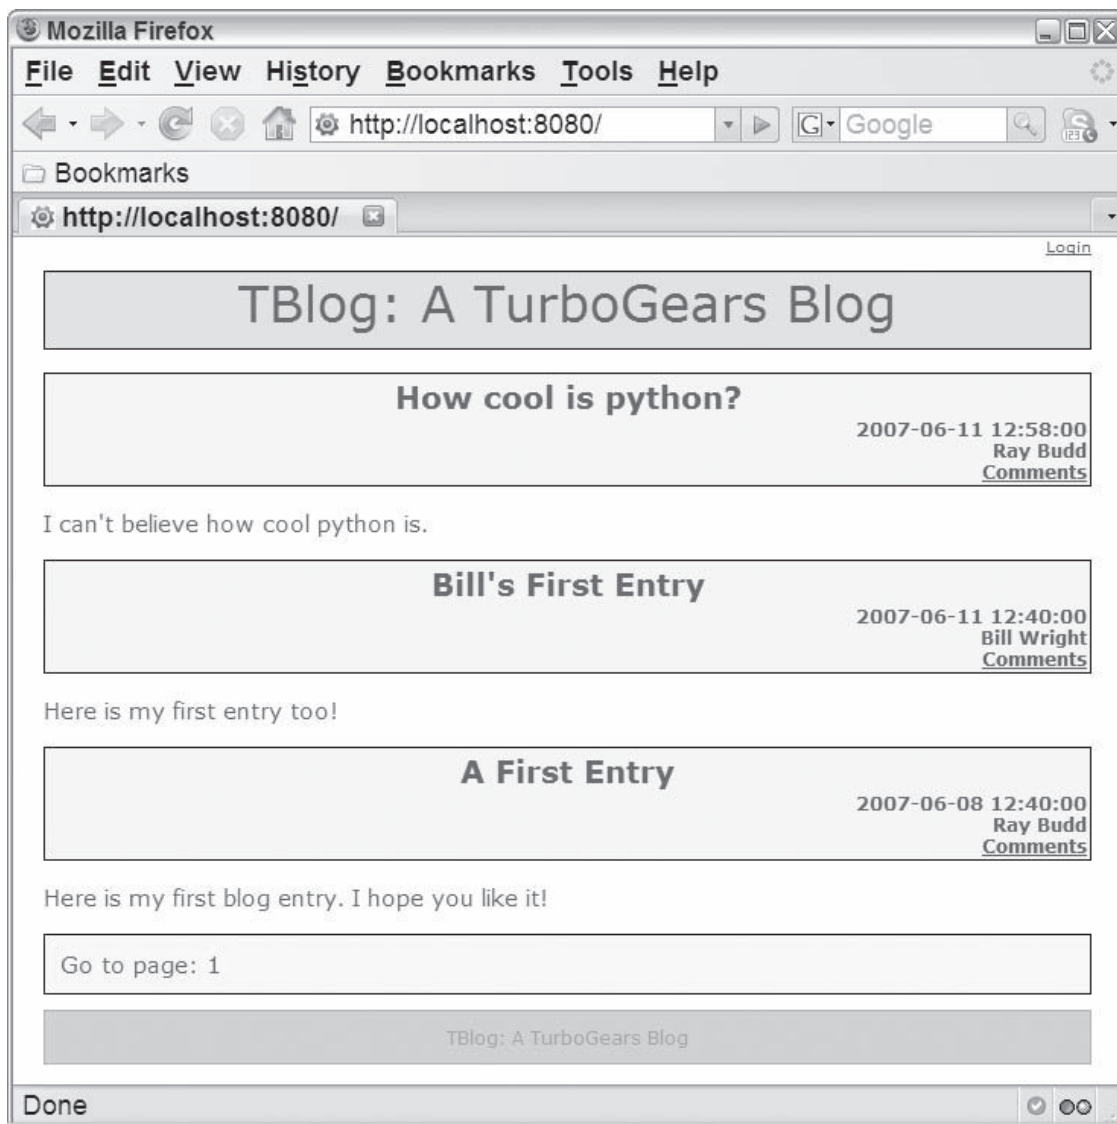 Mozilla Firefox
File Edit View History Bookmarks Tools Help
http://localhost:8080/ G Google
Bookmarks
http://localhost:8080/
Login
TBlog: A TurboGears Blog
How cool is python?
2007-06-11 12:58:00
Ray Budd
Comments
I can't believe how cool python is.
Bill's First Entry
2007-06-11 12:40:00
Bill Wright
Comments
Here is my first entry too!
A First Entry
2007-06-08 12:40:00
Ray Budd
Comments
Here is my first blog entry. I hope you like it!
Go to page: 1
TBlog: A TurboGears Blog
Done